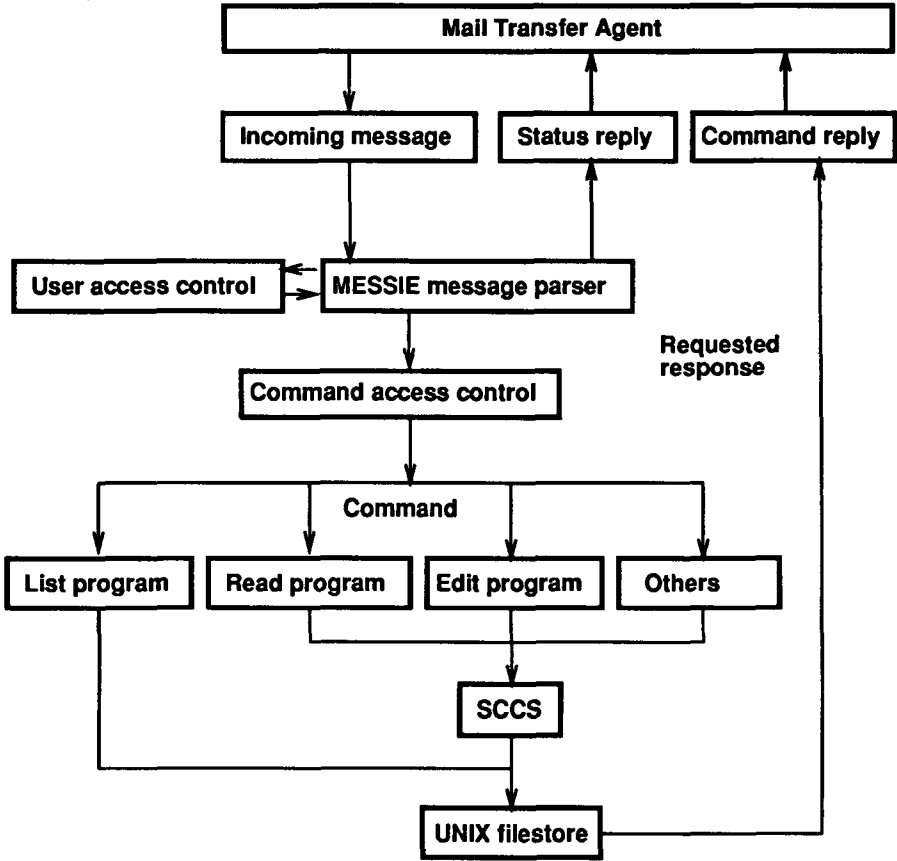 Mail Transfer Agent
Incoming message
Status reply
Command reply
User access control
MESSIE message parser
Requested
response
Command access control
Command
List program
Read program
Edit program
Others
SCCS
UNIX filestore